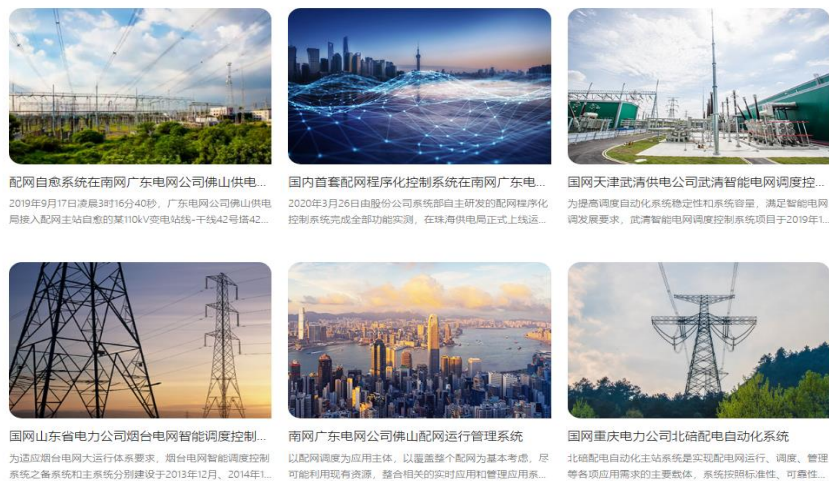 配网自愈系统在南网广东电网公司佛山供电...
2019年9月17日凌晨3时16分40秒，广东电网公司佛山供电
局接入配网主站自愈的某110kV变电站线-干线42号塔42...
国内首套配网程序化控制系统在南网广东电...
2020年3月26日由股份公司系统部自主研发的配网程序化
控制系统完成全部功能实测，在珠海供电局正式上线运...
国网天津武清供电公司武清智能电网调度控...
为提高调度自动化系统稳定性和系统容量，满足智能电网
调发展要求，武清智能电网调度控制系统项目于2019年1...
国网山东省电力公司烟台电网智能调度控制...
为适应烟台电网大运行体系要求，烟台电网智能调度控制
系统之备系统和主系统分别建设于2013年12月、2014年1...
南网广东电网公司佛山配网运行管理系统
以配网调度为应用主体，以覆盖整个配网为基本考虑，尽
可能利用现有资源，整合相关的实时应用和管理应用系...
国网重庆电力公司北碚配电自动化系统
北碚配电自动化主站系统是实现配电网运行、调度、管理
等各项应用需求的主要载体，系统按照标准性、可靠性...